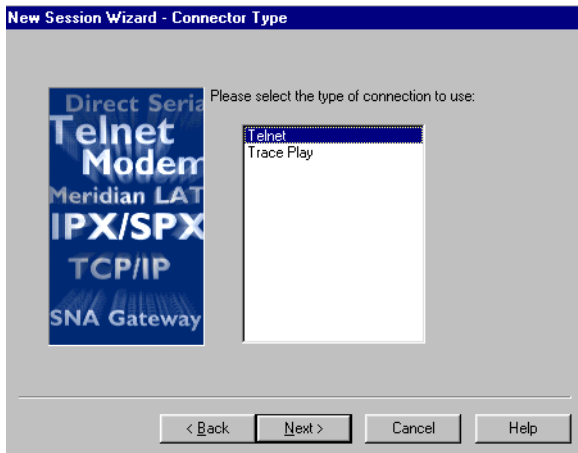 New Session Wizard - Connector Type
Please select the type of connection to use:
Direct Seria
Telnet
Modem
Meridian LAT
IPX/SPX
TCP/IP
SNA Gateway
Telnet
Trace Play
< Back
Next >
Cancel
Help